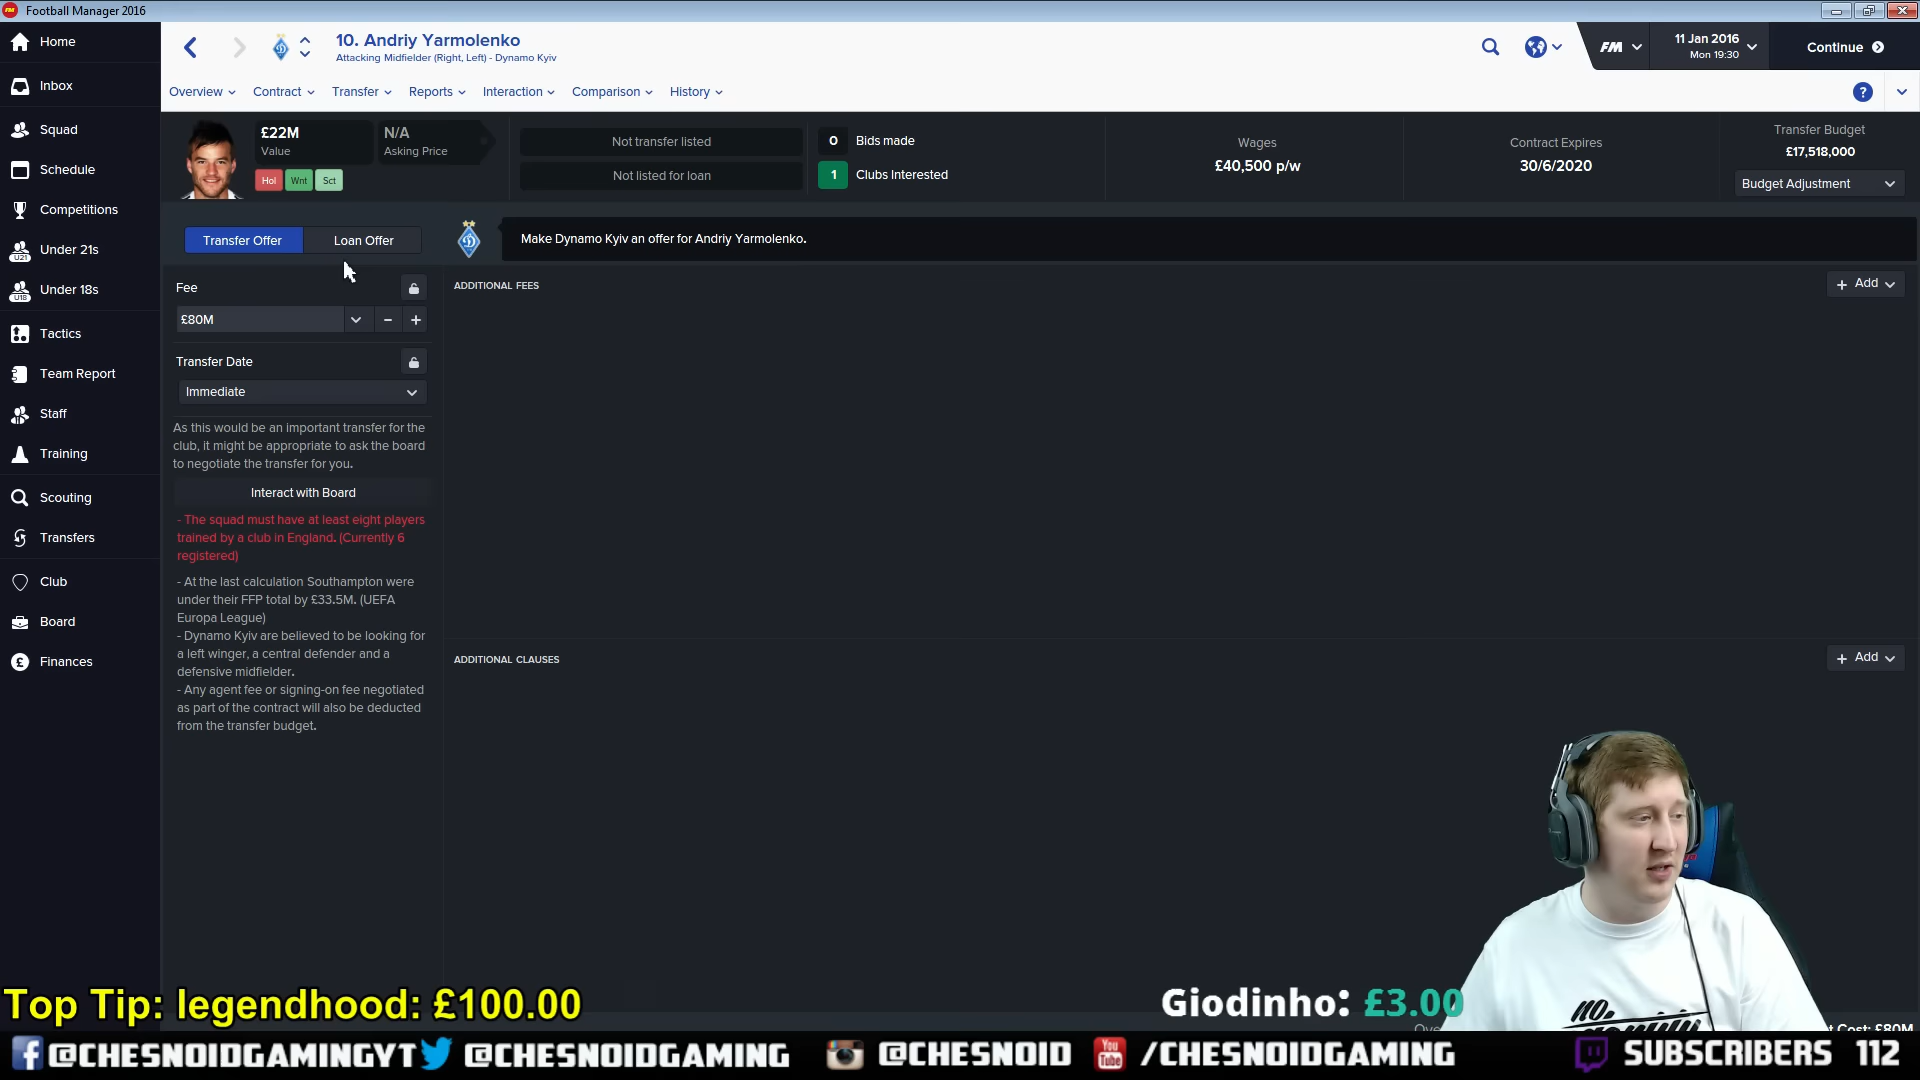 Football Manager 2016
Home
Inbox
Squad
Schedule
Competitions
Under 21s
Under 18s
Tactics
Team Report
Staff
Training
Scouting
Transfers
Club
Board
Finances
10. Andriy Yarmolenko
Attacking Midfielder (Right, Left) - Dynamo Kyiv
FM
11 Jan 2016
Mon 19:30
Continue
Overview
Contract
Transfer
Reports
Interaction
Comparison
History
?
£22M
Value
N/A
Asking Price
Hol
Wnt
Sct
Not transfer listed
Not listed for loan
0 Bids made
1 Clubs Interested
Wages
£40,500 p/w
Contract Expires
30/6/2020
Transfer Budget
£17,518,000
Budget Adjustment
Transfer Offer
Loan Offer
Make Dynamo Kyiv an offer for Andriy Yarmolenko.
Fee
£80M
Transfer Date
Immediate
As this would be an important transfer for the
club, it might be appropriate to ask the board
to negotiate the transfer for you.
Interact with Board
- The squad must have at least eight players
trained by a club in England. (Currently 6
registered)
- At the last calculation Southampton were
under their FFP total by £33.5M. (UEFA
Europa League)
- Dynamo Kyiv are believed to be looking for
a left winger, a central defender and a
defensive midfielder.
- Any agent fee or signing-on fee negotiated
as part of the contract will also be deducted
from the transfer budget.
ADDITIONAL FEES
+ Add
ADDITIONAL CLAUSES
+ Add
Top Tip: legendhood: £100.00
Giodinho: £3.00
t Cost: £80M
@CHESNOIDGAMINGYT
@CHESNOIDGAMING
@CHESNOID
/CHESNOIDGAMING
SUBSCRIBERS 112